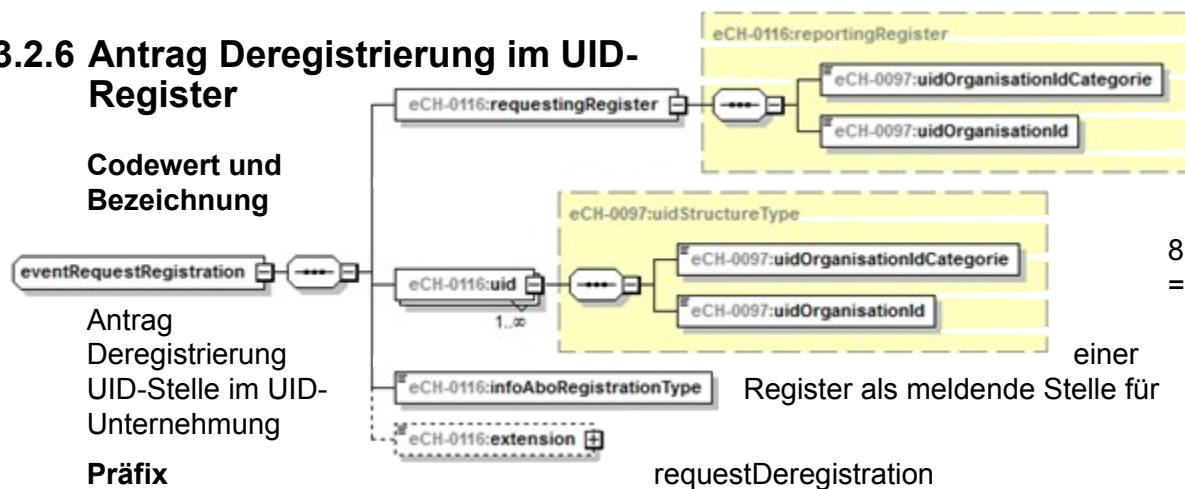 3.2.6 Antrag Deregistrierung im UID-
Register
Codewert und
Bezeichnung
8
=
Antrag
Deregistrierung einer
UID-Stelle im UID- Register als meldende Stelle für
Unternehmung
Präfix requestDeregistration
eventRequestRegistration
eCH-0116:requestingRegister
eCH-0116:reportingRegister
eCH-0097:uidOrganisationIdCategorie
eCH-0097:uidOrganisationId
eCH-0116:uid
1..∞
eCH-0097:uidStructureType
eCH-0097:uidOrganisationIdCategorie
eCH-0097:uidOrganisationId
eCH-0116:infoAboRegistrationType
eCH-0116:extension